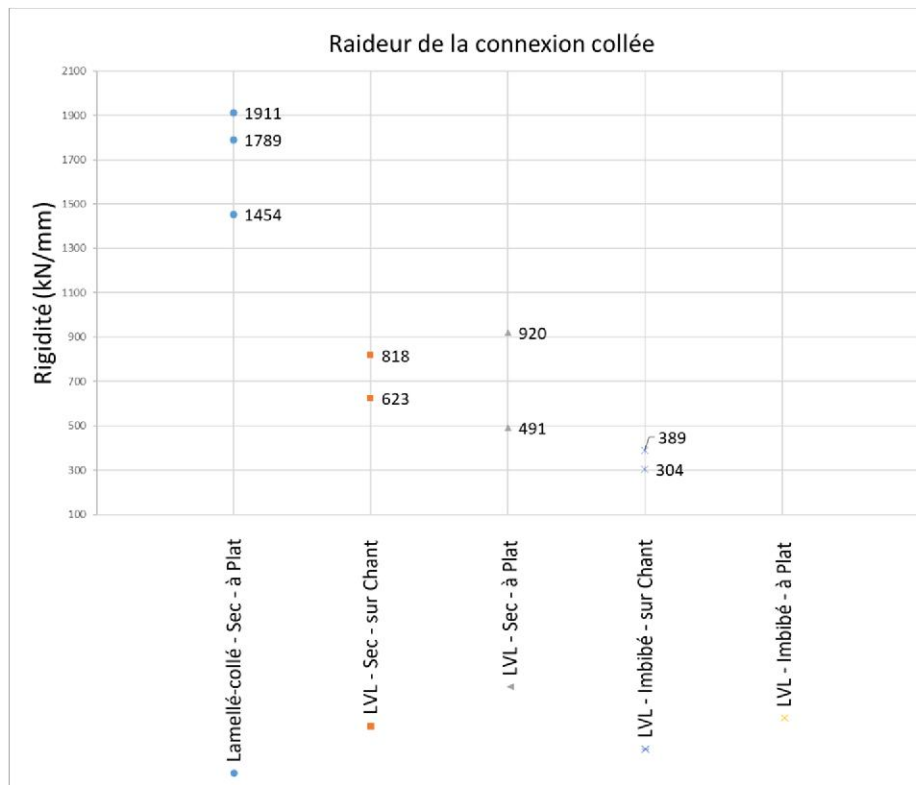 Raideur de la connexion collée
Rigidité (kN/mm)
2100
1900
1700
1500
1300
1100
900
700
500
300
100
1911
1789
1454
818
623
920
491
389
304
Lamellé-collé - Sec - à Plat
LVL - Sec - sur Chant
LVL - Sec - à Plat
LVL - Imbibé - sur Chant
LVL - Imbibé - à Plat